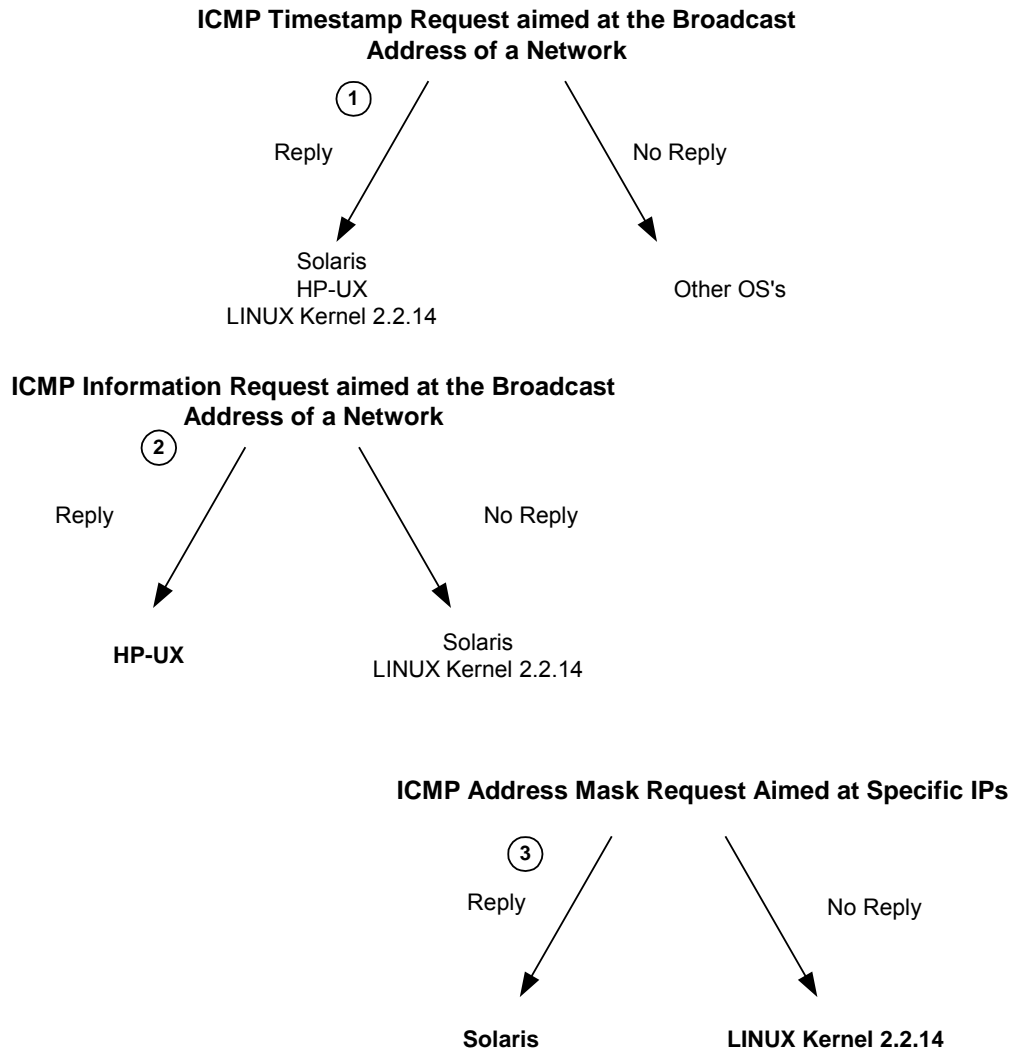 ICMP Timestamp Request aimed at the Broadcast
Address of a Network
1
Reply
No Reply
Solaris
HP-UX
LINUX Kernel 2.2.14
Other OS's
ICMP Information Request aimed at the Broadcast
Address of a Network
2
Reply
No Reply
HP-UX
Solaris
LINUX Kernel 2.2.14
ICMP Address Mask Request Aimed at Specific IPs
3
Reply
No Reply
Solaris
LINUX Kernel 2.2.14